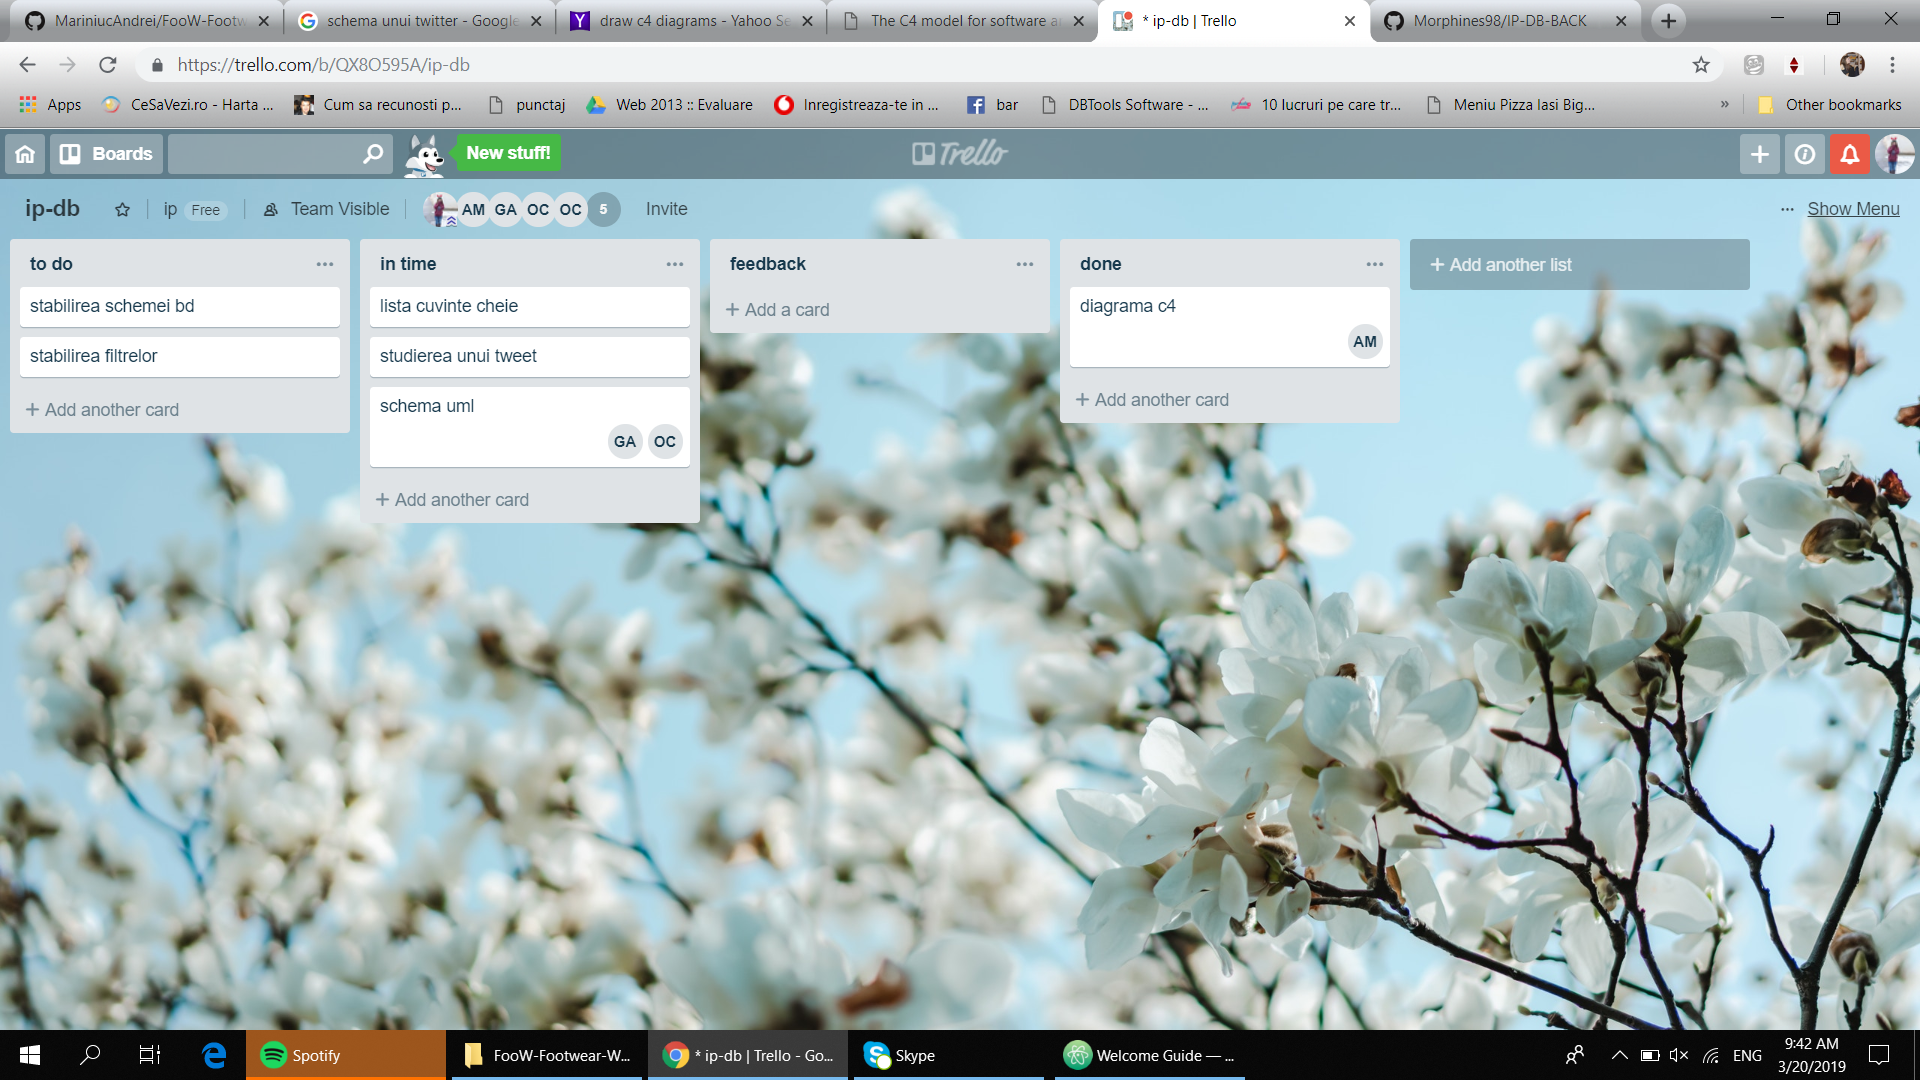 MariniucAndrei/FooW-Footw
schema unui twitter - Google
draw c4 diagrams - Yahoo Se
The C4 model for software a
* ip-db | Trello
Morphines98/IP-DB-BACK
https://trello.com/b/QX8O595A/ip-db
Apps
CeSaVezi.ro - Harta ...
Cum sa recunosti p...
punctaj
Web 2013 :: Evaluare
Inregistreaza-te in ...
bar
DBTools Software - ...
10 lucruri pe care tr...
Meniu Pizza Iasi Big...
»
Other bookmarks
Boards
New stuff!
Trello
ip-db
ip Free
Team Visible
AM GA OC OC 5
Invite
... Show Menu
to do
stabilirea schemei bd
stabilirea filtrelor
+ Add another card
in time
lista cuvinte cheie
studierea unui tweet
schema uml
GA OC
+ Add another card
feedback
+ Add a card
done
diagrama c4
AM
+ Add another card
+ Add another list
Spotify
FooW-Footwear-W...
* ip-db | Trello - Go...
Skype
Welcome Guide — ...
ENG
9:42 AM
3/20/2019